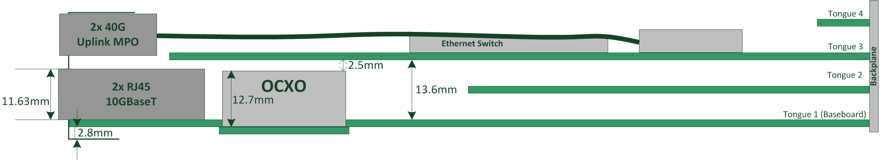 2x 40G
Uplink MPO
Ethernet Switch
Tongue 4
Tongue 3
2.5mm
Backplane
Tongue 2
2x RJ45
10GBaseT
11.63mm
OCXO
12.7mm
13.6mm
Tongue 1 (Baseboard)
2.8mm